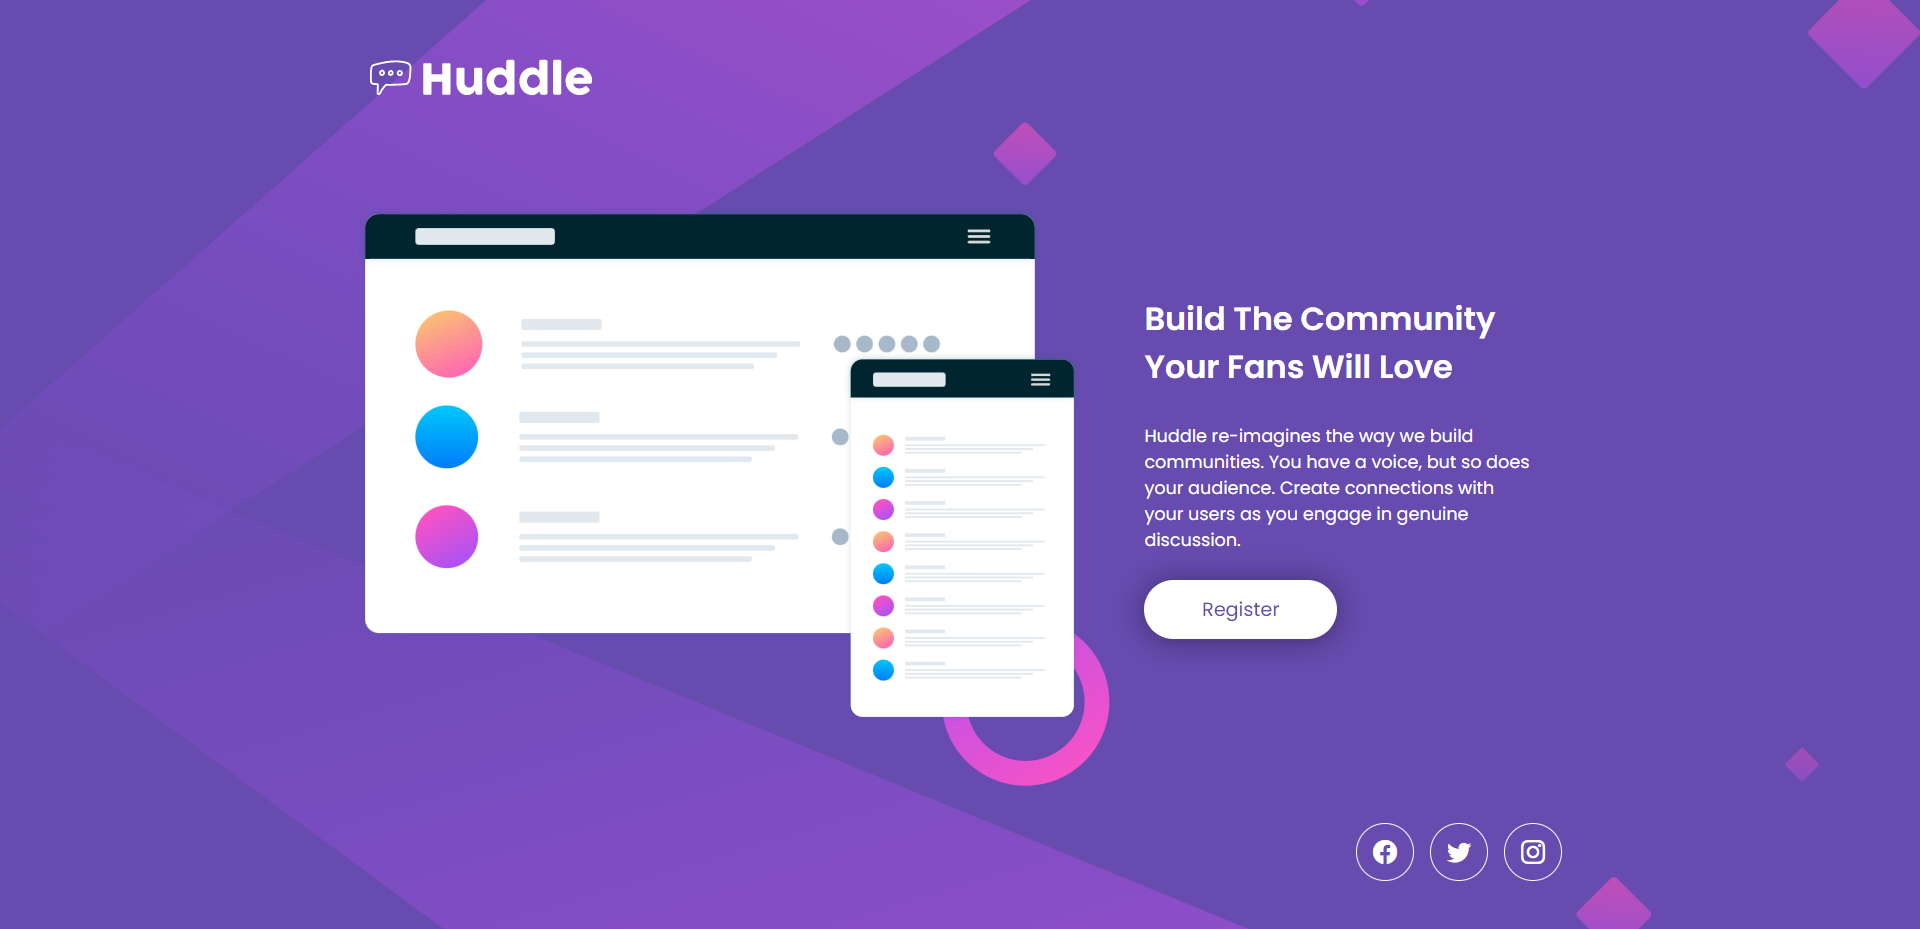 Huddle
Build The Community
Your Fans Will Love
Huddle re-imagines the way we build
communities. You have a voice, but so does
your audience. Create connections with
your users as you engage in genuine
discussion.
Register